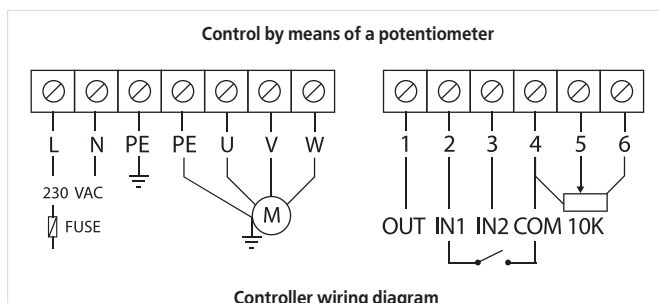 Control by means of a potentiometer
L N PE PE U V W 1 2 3 4 5 6
230 VAC
FUSE
M
OUT IN1 IN2 COM 10K
Controller wiring diagram